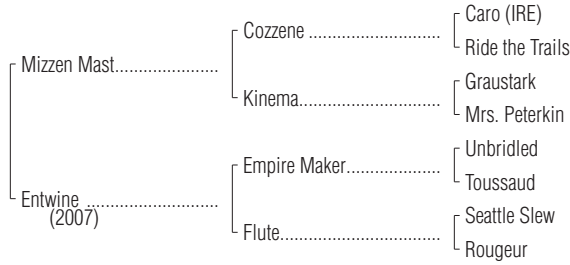 Caro (IRE)
Cozzene ........................
Ride the Trails
Mizzen Mast.....................
Graustark
Kinema............................
Mrs. Peterkin
Unbridled
Empire Maker...................
Toussaud
Entwine ...........................
(2007)
Seattle Slew
Flute................................
Rougeur